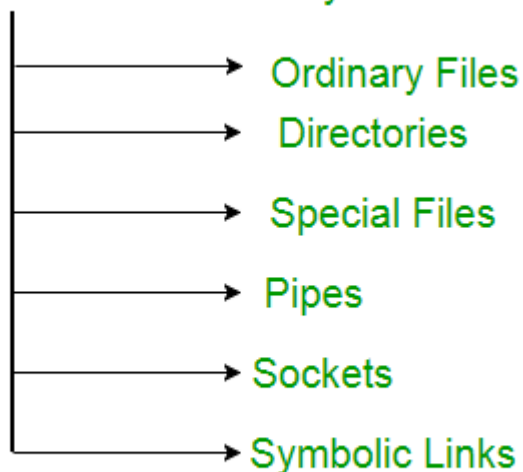 Ordinary Files
Directories
Special Files
Pipes
Sockets
Symbolic Links